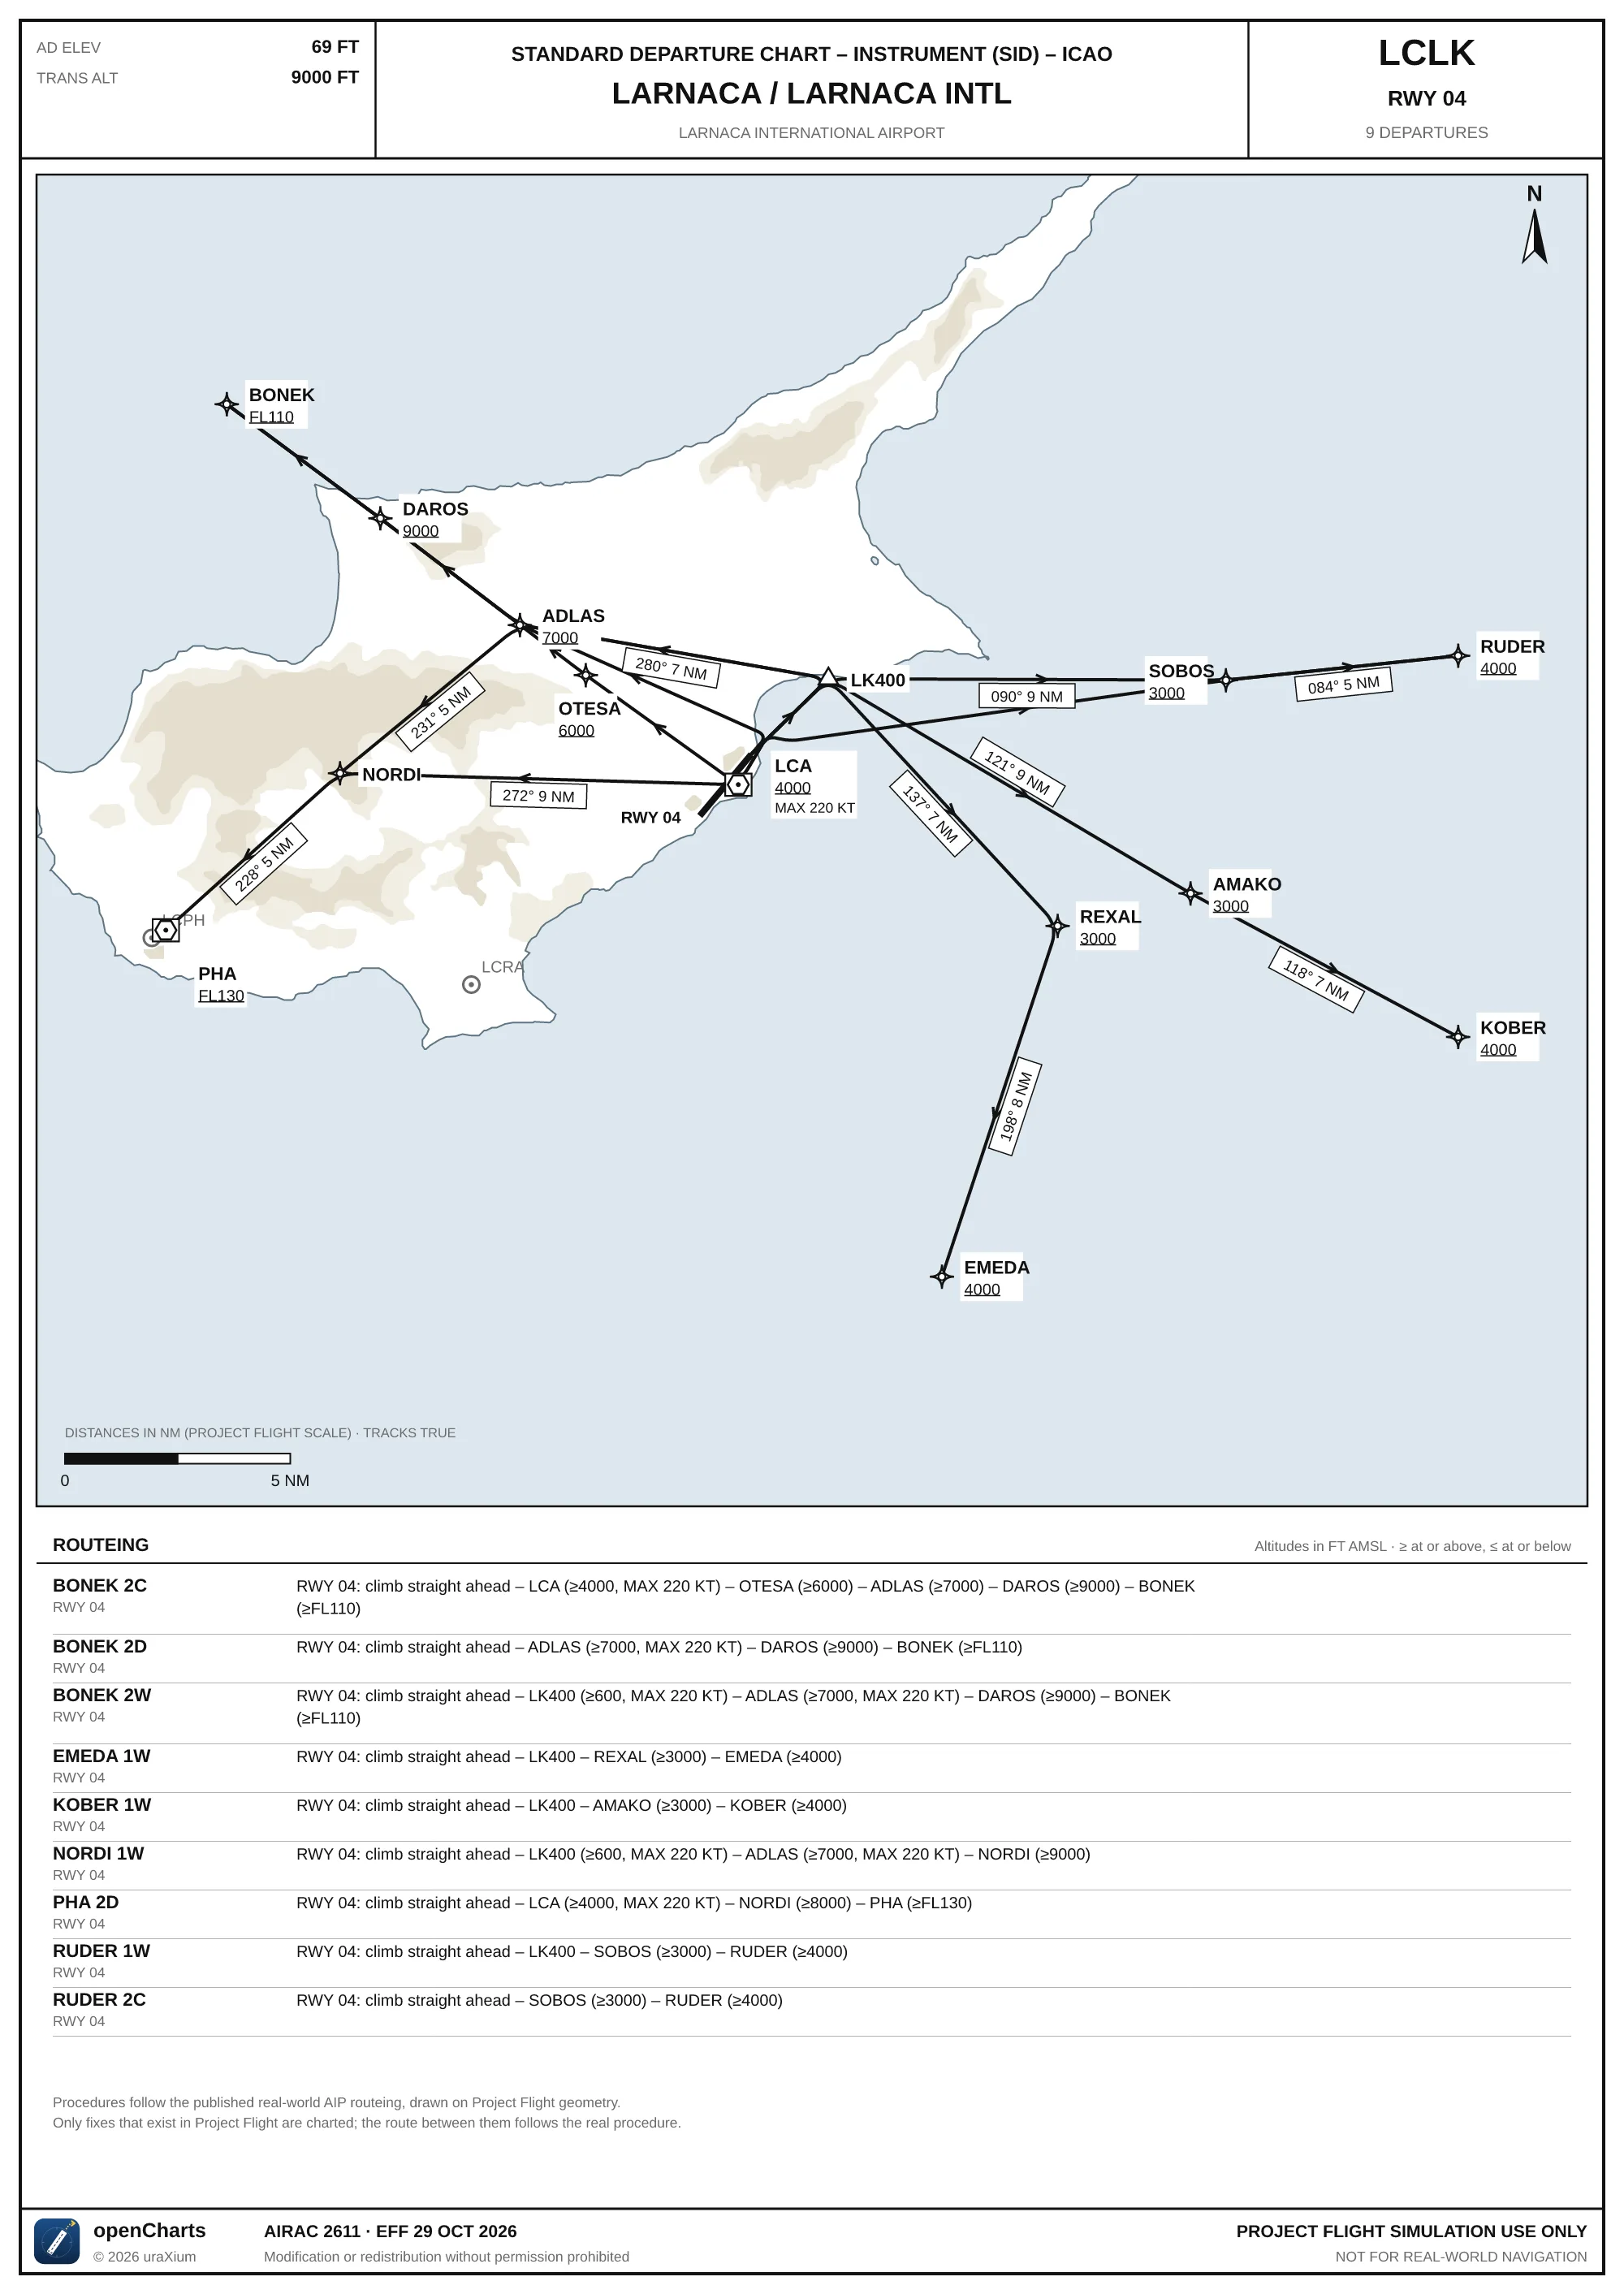 AD ELEV 69 FT
TRANS ALT 9000 FT
STANDARD DEPARTURE CHART – INSTRUMENT (SID) – ICAO
LARNACA / LARNACA INTL
LARNACA INTERNATIONAL AIRPORT
LCLK
RWY 04
9 DEPARTURES
N
BONEK
FL110
DAROS
9000
ADLAS
7000
280° 7 NM
OTESA
6000
LK400
SOBOS
3000
090° 9 NM
RUDER
4000
084° 5 NM
231° 5 NM
NORDI
272° 9 NM
LCA
4000
MAX 220 KT
RWY 04
121° 9 NM
137° 7 NM
228° 5 NM
LCPH
PHA
FL130
LCRA
AMAKO
3000
REXAL
3000
118° 7 NM
KOBER
4000
198° 8 NM
EMEDA
4000
DISTANCES IN NM (PROJECT FLIGHT SCALE) · TRACKS TRUE
0 5 NM
ROUTEING
Altitudes in FT AMSL · ≥ at or above, ≤ at or below
BONEK 2C
RWY 04
RWY 04: climb straight ahead – LCA (≥4000, MAX 220 KT) – OTESA (≥6000) – ADLAS (≥7000) – DAROS (≥9000) – BONEK
(≥FL110)
BONEK 2D
RWY 04
RWY 04: climb straight ahead – ADLAS (≥7000, MAX 220 KT) – DAROS (≥9000) – BONEK (≥FL110)
BONEK 2W
RWY 04
RWY 04: climb straight ahead – LK400 (≥600, MAX 220 KT) – ADLAS (≥7000, MAX 220 KT) – DAROS (≥9000) – BONEK
(≥FL110)
EMEDA 1W
RWY 04
RWY 04: climb straight ahead – LK400 – REXAL (≥3000) – EMEDA (≥4000)
KOBER 1W
RWY 04
RWY 04: climb straight ahead – LK400 – AMAKO (≥3000) – KOBER (≥4000)
NORDI 1W
RWY 04
RWY 04: climb straight ahead – LK400 (≥600, MAX 220 KT) – ADLAS (≥7000, MAX 220 KT) – NORDI (≥9000)
PHA 2D
RWY 04
RWY 04: climb straight ahead – LCA (≥4000, MAX 220 KT) – NORDI (≥8000) – PHA (≥FL130)
RUDER 1W
RWY 04
RWY 04: climb straight ahead – LK400 – SOBOS (≥3000) – RUDER (≥4000)
RUDER 2C
RWY 04
RWY 04: climb straight ahead – SOBOS (≥3000) – RUDER (≥4000)
Procedures follow the published real-world AIP routeing, drawn on Project Flight geometry.
Only fixes that exist in Project Flight are charted; the route between them follows the real procedure.
openCharts
© 2026 uraXium
AIRAC 2611 · EFF 29 OCT 2026
Modification or redistribution without permission prohibited
PROJECT FLIGHT SIMULATION USE ONLY
NOT FOR REAL-WORLD NAVIGATION